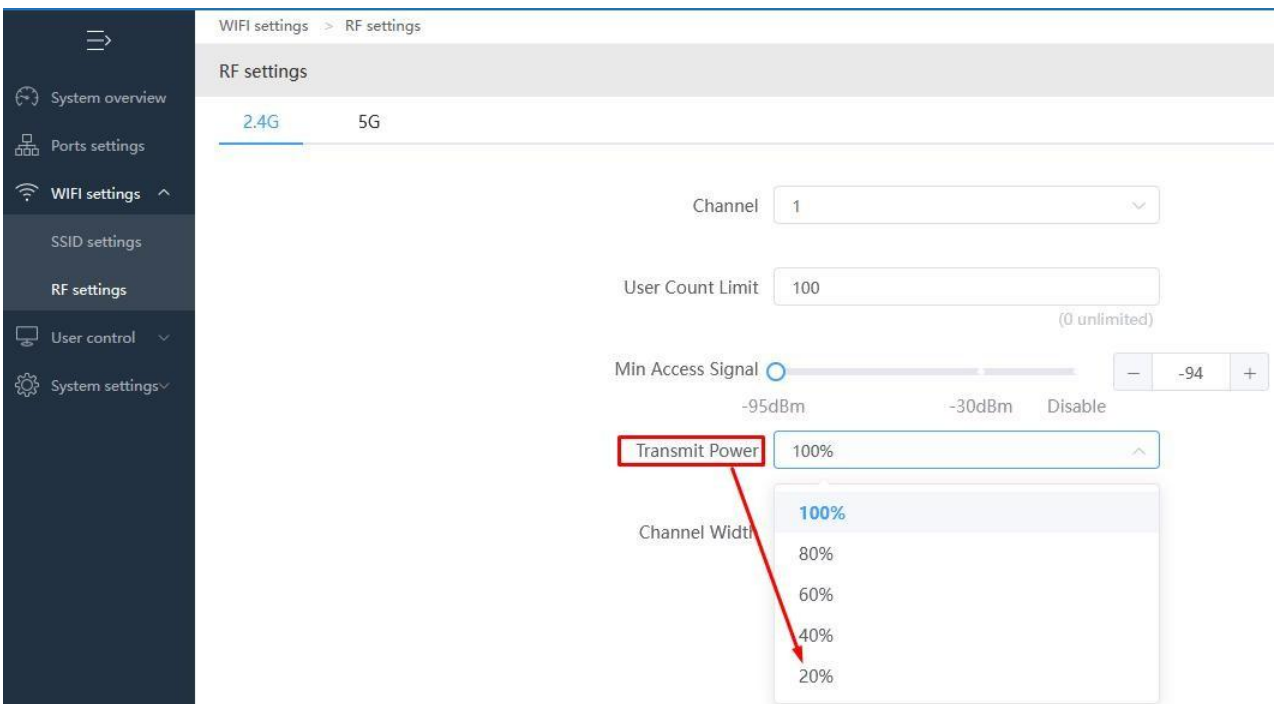 WIFI settings > RF settings
RF settings
System overview
Ports settings
WIFI settings
SSID settings
RF settings
User control
System settings
2.4G 5G
Channel 1
User Count Limit 100
(0 unlimited)
Min Access Signal - -94 +
-95dBm -30dBm Disable
Transmit Power 100%
100%
Channel Width
80%
60%
40%
20%